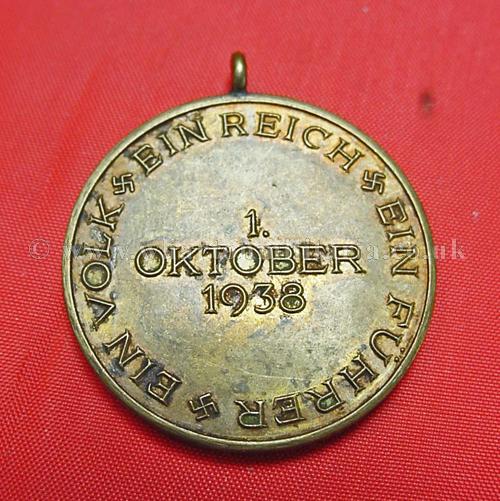 EIN VOLK EIN REICH EIN FÜHRER
1.
OKTOBER
1938